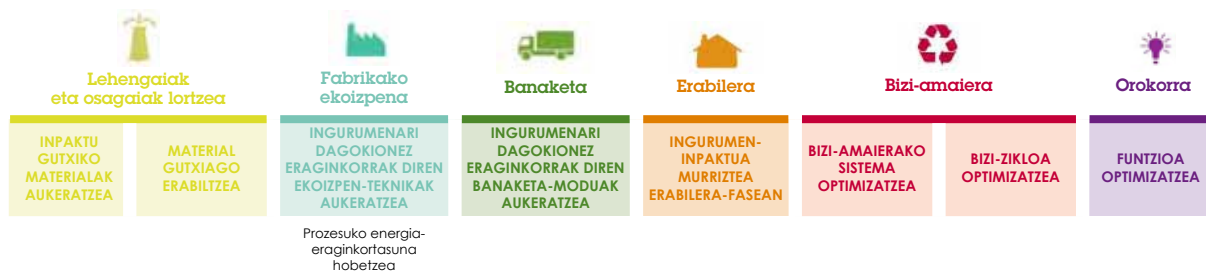 Lehengaiak
eta osagaiak lortzea
Fabrikako
ekoizpena
Banaketa
Erabilera
Bizi-amaiera
Orokorra
INPAKTU
GUTXIKO
MATERIALAK
AUKERATZEA
MATERIAL
GUTXIAGO
ERABILTZEA
INGURUMENARI
DAGOKIONEZ
ERAGINKORRAK DIREN
EKOIZPEN-TEKNIKAK
AUKERATZEA
INGURUMENARI
DAGOKIONEZ
ERAGINKORRAK DIREN
BANAKETA-MODUAK
AUKERATZEA
INGURUMEN-
INPAKTUA
MURRIZTEA
ERABILERA-FASEAN
BIZI-AMAIERAKO
SISTEMA
OPTIMIZATZEA
BIZI-ZIKLOA
OPTIMIZATZEA
FUNTZIOA
OPTIMIZATZEA
Prozesuko energia-
eraginkortasuna
hobetzea